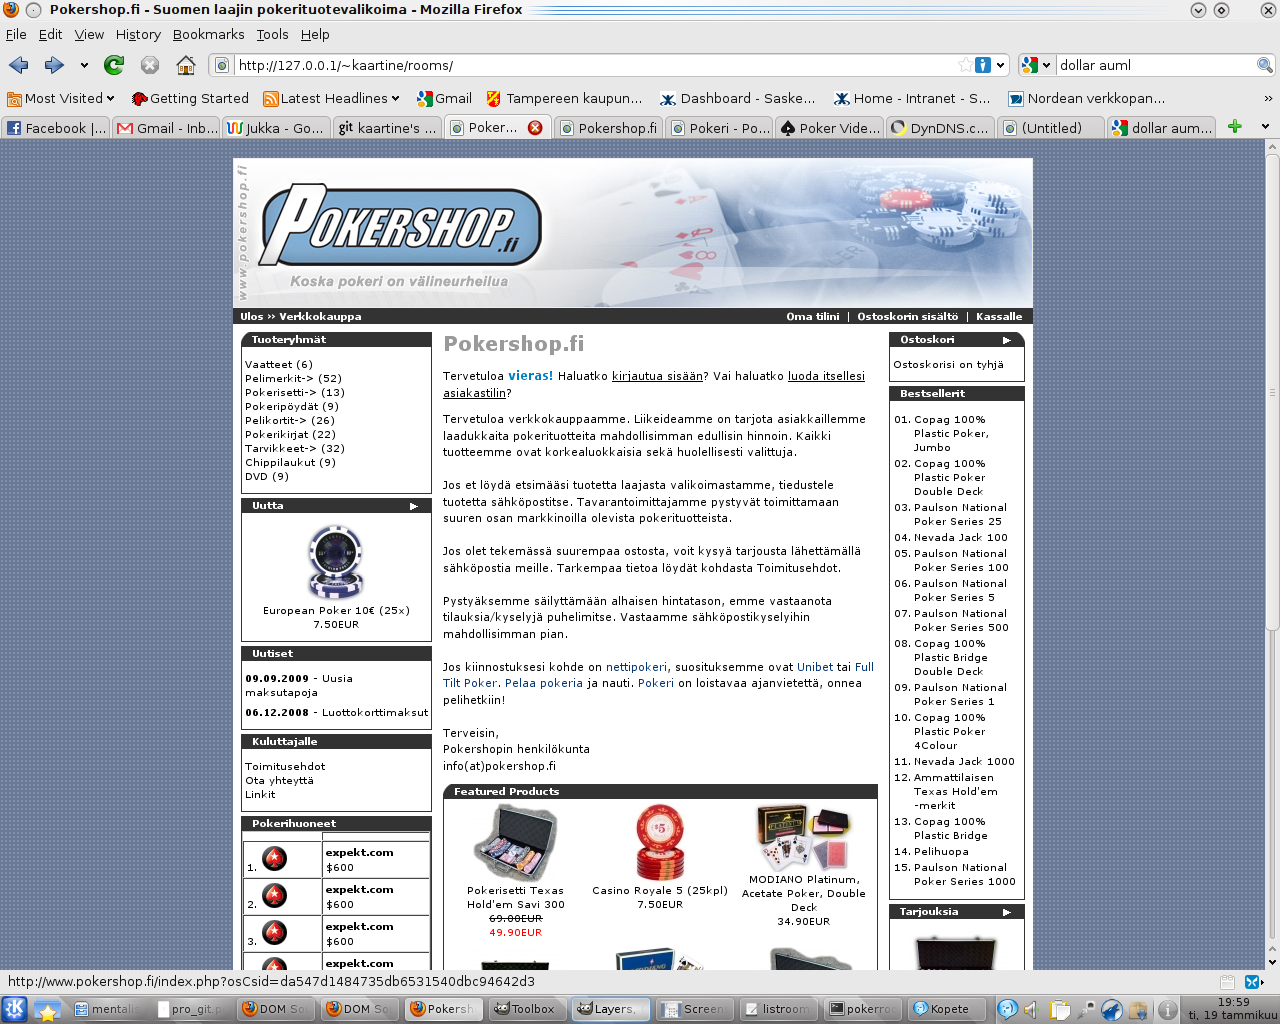 Pokershop.fi - Suomen laajin pokerituotevalikoima - Mozilla Firefox
File Edit View History Bookmarks Tools Help
http://127.0.0.1/~kaartine/rooms/
dollar auml
Most Visited Getting Started Latest Headlines Gmail Tampereen kaupun... Dashboard - Saske... Home - Intranet - S... Nordean verkkopan... »
Facebook |... Gmail - Inb... Jukka - Go... git kaartine's ... Poker... Pokershop.fi Pokeri - Po... Poker Vide... DynDNS.c... (Untitled) dollar aum...
www.pokershop.fi
POKERSHOP.fi
Koska pokeri on välineurheilua
Ulos » Verkkokauppa
Oma tilini | Ostoskorin sisältö | Kassalle
Tuoteryhmät
Vaatteet (6)
Pelimerkit-> (52)
Pokerisetti-> (13)
Pokeripöydät (9)
Pelikortit-> (26)
Pokerikirjat (22)
Tarvikkeet-> (32)
Chippilaukut (9)
DVD (9)
Uutta
European Poker 10€ (25x)
7.50EUR
Uutiset
09.09.2009 - Uusia
maksutapoja
06.12.2008 - Luottokorttimaksut
Kuluttajalle
Toimitusehdot
Ota yhteyttä
Linkit
Pokerihuoneet
1. expekt.com
$600
2. expekt.com
$600
3. expekt.com
$600
expekt.com
Pokershop.fi
Tervetuloa vieras! Haluatko kirjautua sisään? Vai haluatko luoda itsellesi
asiakastilin?
Tervetuloa verkkokauppaamme. Liikeideamme on tarjota asiakkaillemme
laadukkaita pokerituotteita mahdollisimman edullisin hinnoin. Kaikki
tuotteemme ovat korkealuokkaisia sekä huolellisesti valittuja.
Jos et löydä etsimääsi tuotetta laajasta valikoimastamme, tiedustele
tuotetta sähköpostitse. Tavarantoimittajamme pystyvät toimittamaan
suuren osan markkinoilla olevista pokerituotteista.
Jos olet tekemässä suurempaa ostosta, voit kysyä tarjousta lähettämällä
sähköpostia meille. Tarkempaa tietoa löydät kohdasta Toimitusehdot.
Pystyäksemme säilyttämään alhaisen hintatason, emme vastaanota
tilauksia/kyselyjä puhelimitse. Vastaamme sähköpostikyselyihin
mahdollisimman pian.
Jos kiinnostuksesi kohde on nettipokeri, suosituksemme ovat Unibet tai Full
Tilt Poker. Pelaa pokeria ja nauti. Pokeri on loistavaa ajanvietettä, onnea
pelihetkiin!
Terveisin,
Pokershopin henkilökunta
info(at)pokershop.fi
Featured Products
Pokerisetti Texas
Hold'em Savi 300
69.00EUR
49.90EUR
$5
Casino Royale 5 (25kpl)
7.50EUR
MODIANO Platinum,
Acetate Poker, Double
Deck
34.90EUR
Ostoskori
Ostoskorisi on tyhjä
Bestsellerit
01. Copag 100%
Plastic Poker,
Jumbo
02. Copag 100%
Plastic Poker
Double Deck
03. Paulson National
Poker Series 25
04. Nevada Jack 100
05. Paulson National
Poker Series 100
06. Paulson National
Poker Series 5
07. Paulson National
Poker Series 500
08. Copag 100%
Plastic Bridge
Double Deck
09. Paulson National
Poker Series 1
10. Copag 100%
Plastic Poker
4Colour
11. Nevada Jack 1000
12. Ammattilaisen
Texas Hold'em
-merkit
13. Copag 100%
Plastic Bridge
14. Pelihuopa
15. Paulson National
Poker Series 1000
Tarjouksia
http://www.pokershop.fi/index.php?osCsid=da547d1484735db6531540dbc94642d3
mentalis pro_git.p DOM So DOM So Pokersh Toolbox Layers, Screen listroom pokerro Kopete
19:59
ti, 19 tammikuu